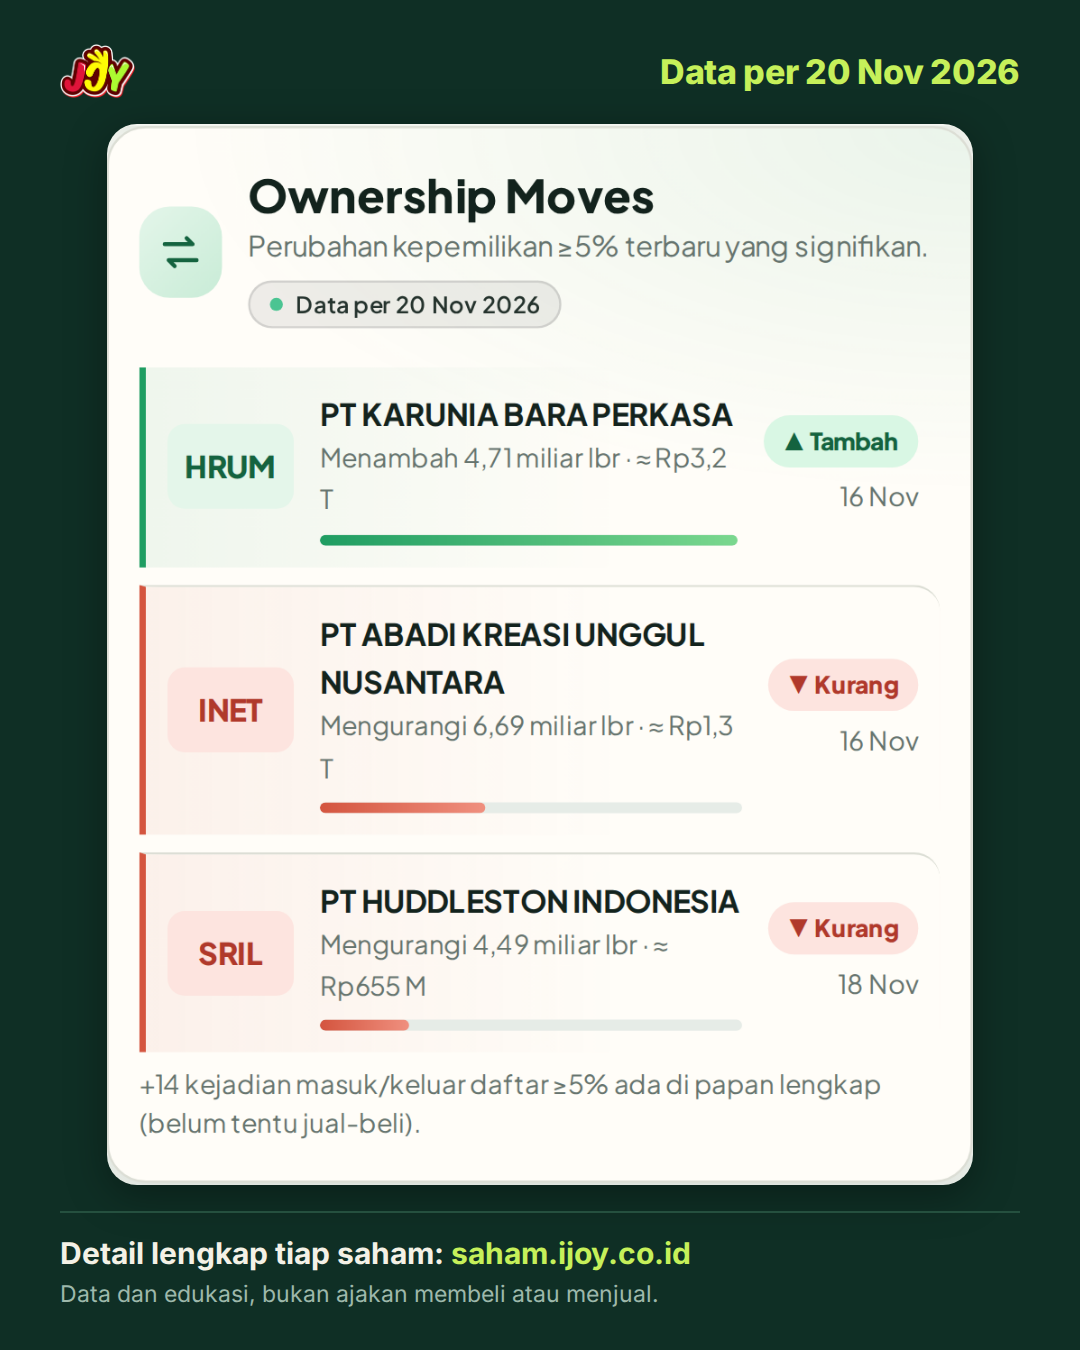 JOY
Data per 20 Nov 2026
Ownership Moves
Perubahan kepemilikan ≥5% terbaru yang signifikan.
Data per 20 Nov 2026
HRUM
PT KARUNIA BARA PERKASA
Menambah 4,71 miliar lbr · ≈ Rp3,2
T
▲ Tambah
16 Nov
INET
PT ABADI KREASI UNGGUL
NUSANTARA
Mengurangi 6,69 miliar lbr · ≈ Rp1,3
T
▼ Kurang
16 Nov
SRIL
PT HUDDLESTON INDONESIA
Mengurangi 4,49 miliar lbr · ≈
Rp655 M
▼ Kurang
18 Nov
+14 kejadian masuk/keluar daftar ≥5% ada di papan lengkap
(belum tentu jual-beli).
Detail lengkap tiap saham: saham.ijoy.co.id
Data dan edukasi, bukan ajakan membeli atau menjual.